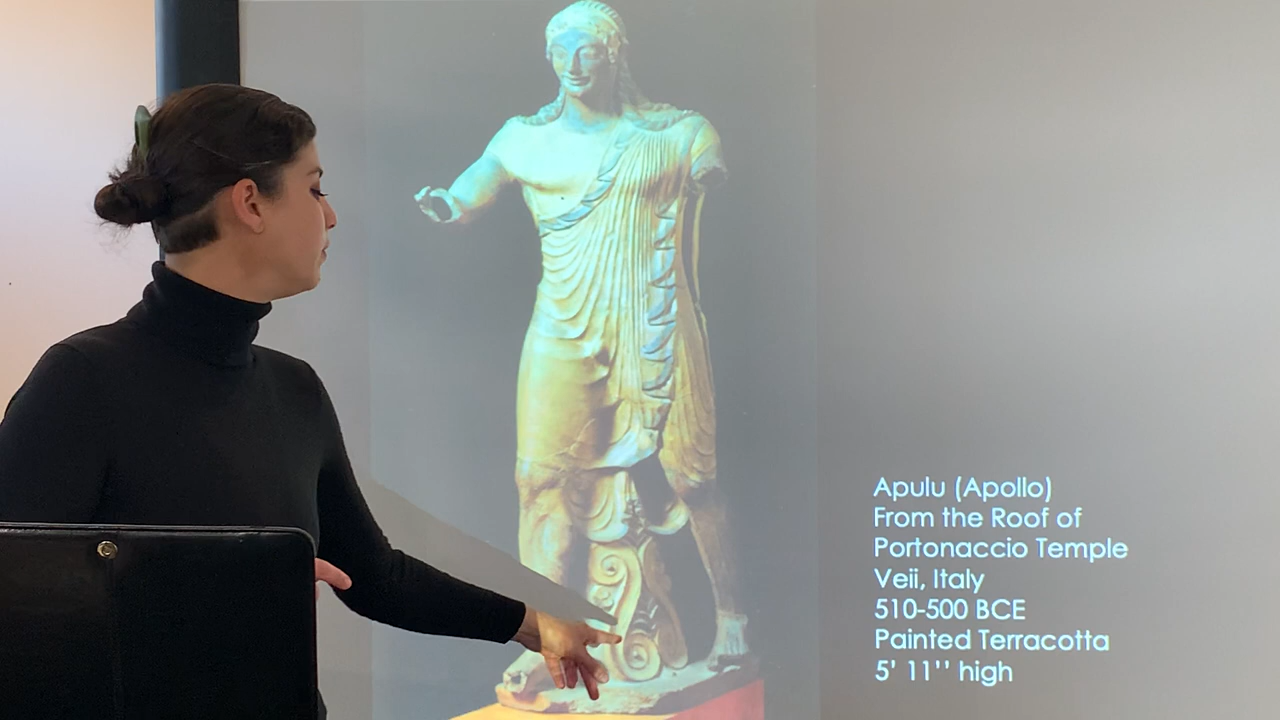 Apulu (Apollo)
From the Roof of
Portonaccio Temple
Veii, Italy
510-500 BCE
Painted Terracotta
5' 11'' high